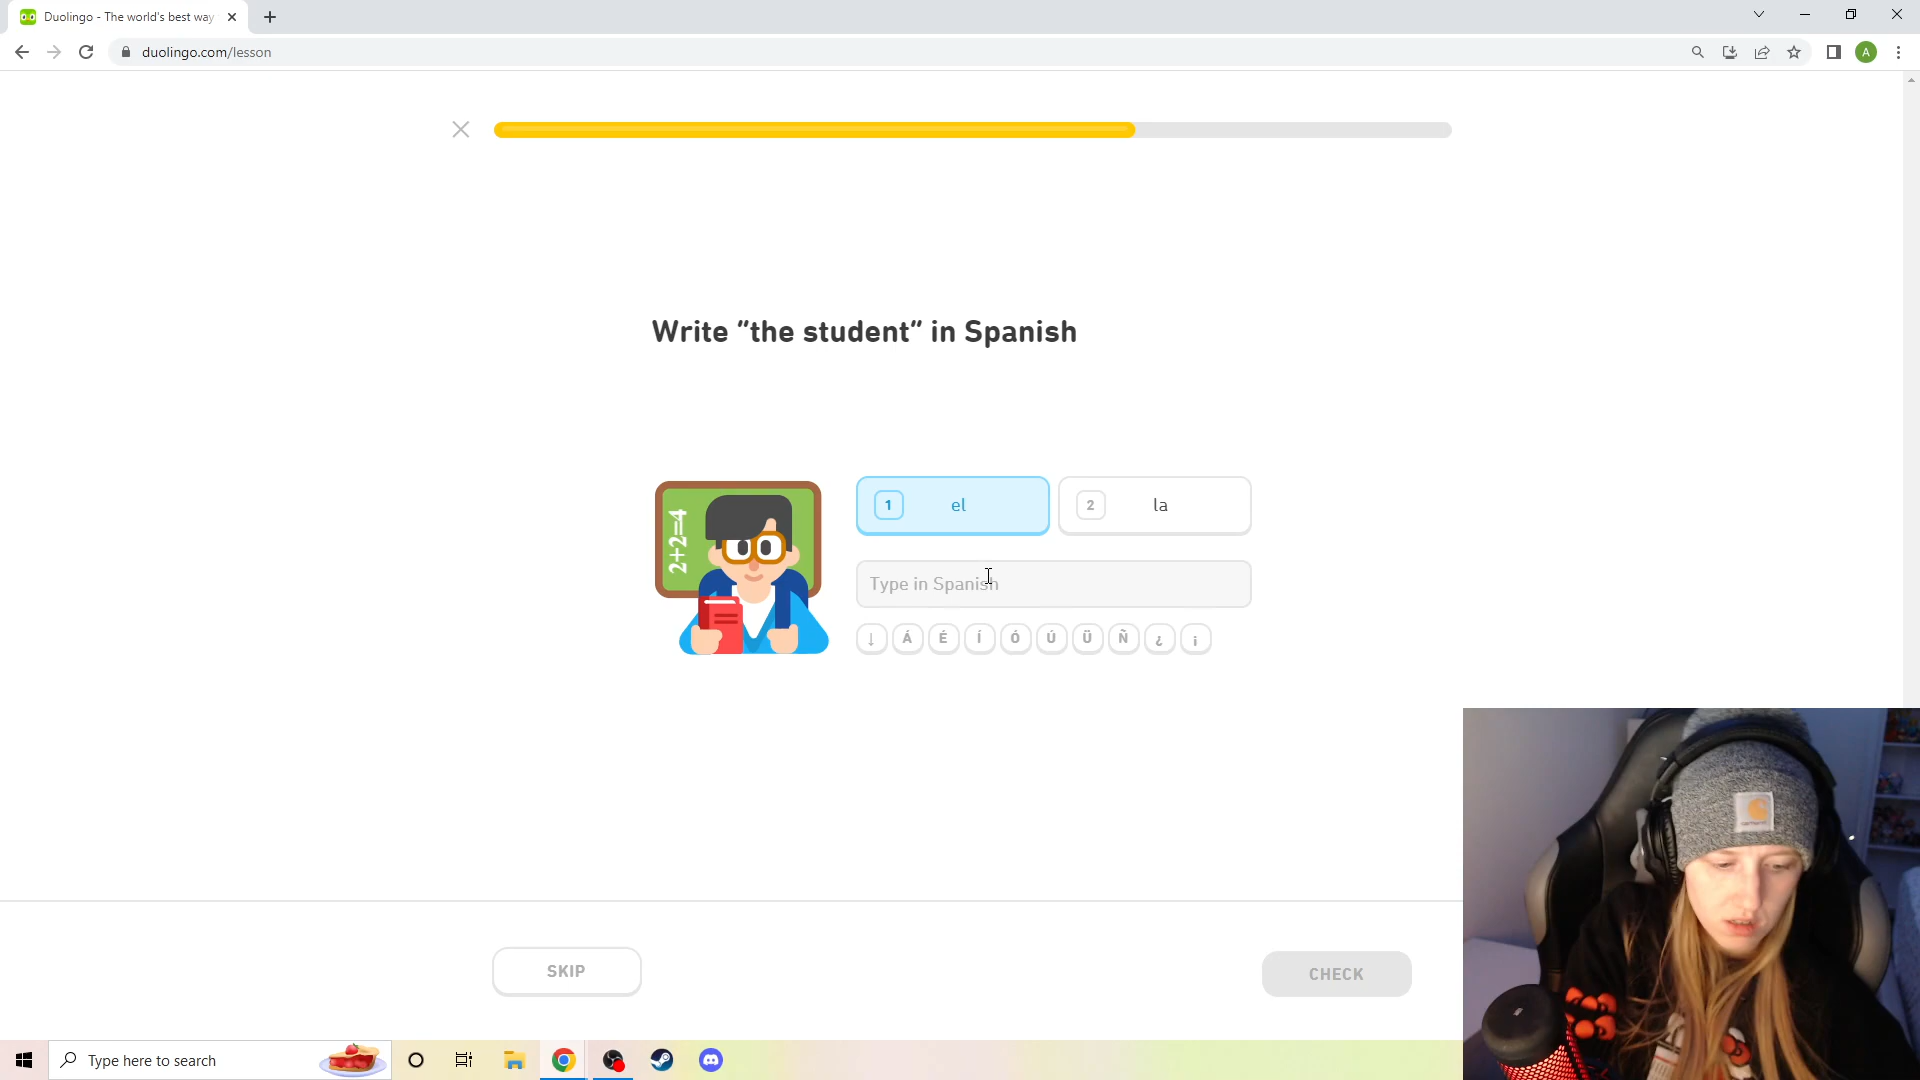 Duolingo - The world's best way
duolingo.com/lesson
A
Write “the student” in Spanish
2+2=4
1 el
2 la
Type in Spanish
↓ Á É Í Ó Ú Ü Ñ ¿ ¡
SKIP
CHECK
Type here to search